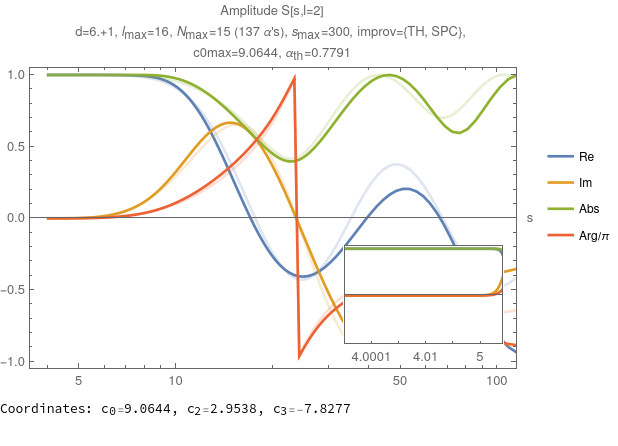 Amplitude S[s,l=2]
d=6.+1, lmax=16, Nmax=15 (137 α's), smax=300, improv={TH, SPC},
c0max=9.0644, αth=0.7791
1.0
0.5
0.0
−0.5
−1.0
s
Re
Im
Abs
Arg/π
4.0001 4.01 5
5 10 50 100
Coordinates: c0=9.0644, c2=2.9538, c3=-7.8277